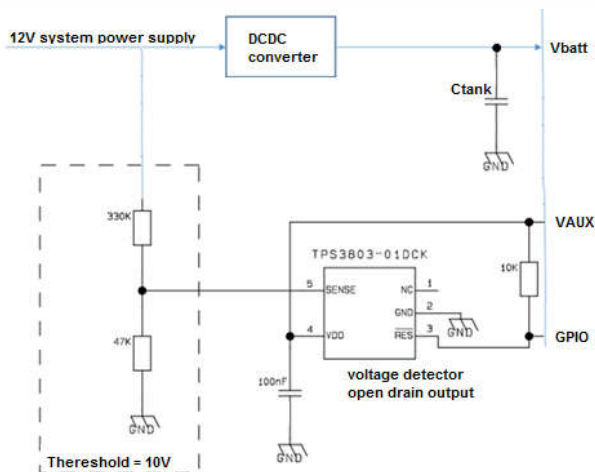 12V system power supply
DCDC
converter
Vbatt
Ctank
GND
330K
VAUX
TPS3803-01DCK
10K
5
SENSE
NC
1
GND
2
GND
47K
4
VDD
RES
3
GPIO
100nF
voltage detector
open drain output
GND
GND
Thereshold = 10V